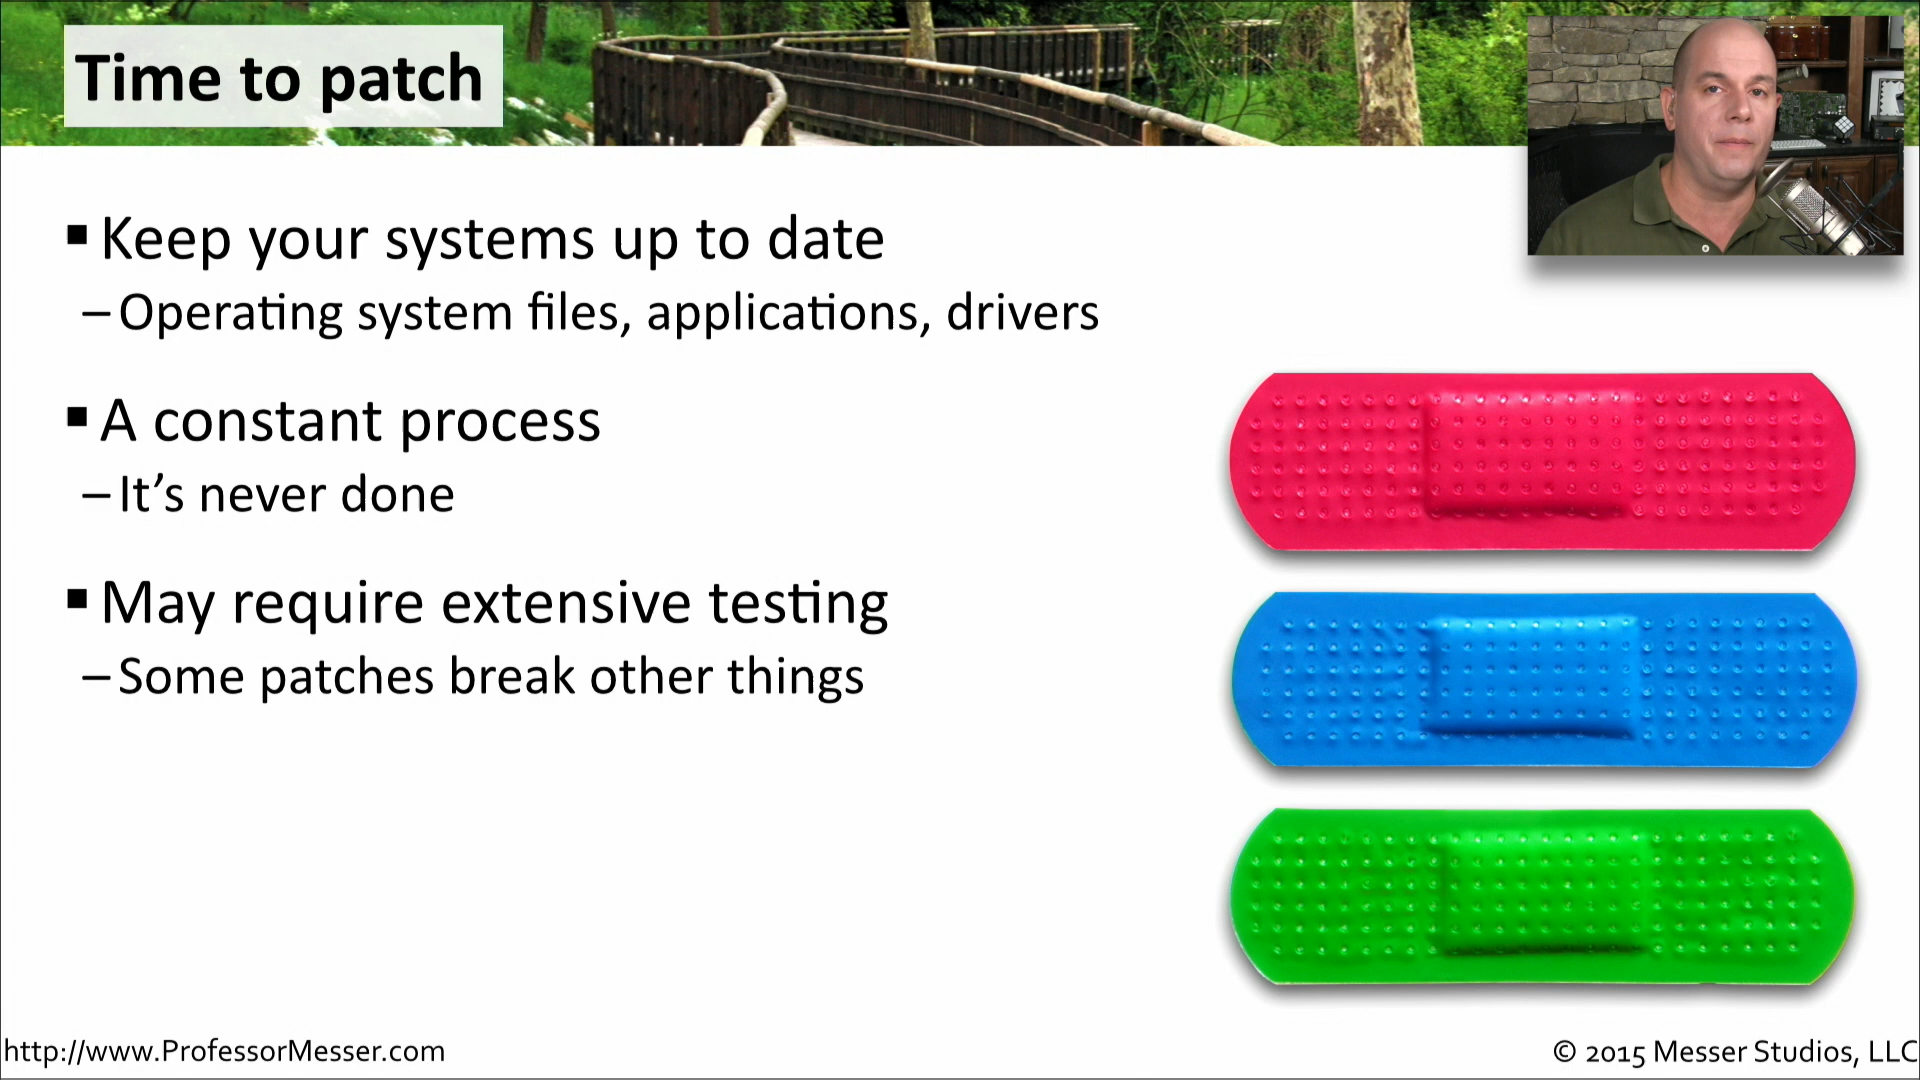 Time to patch
▪ Keep your systems up to date
– Operating system files, applications, drivers
▪ A constant process
– It’s never done
▪ May require extensive testing
– Some patches break other things
http://www.ProfessorMesser.com
© 2015 Messer Studios, LLC